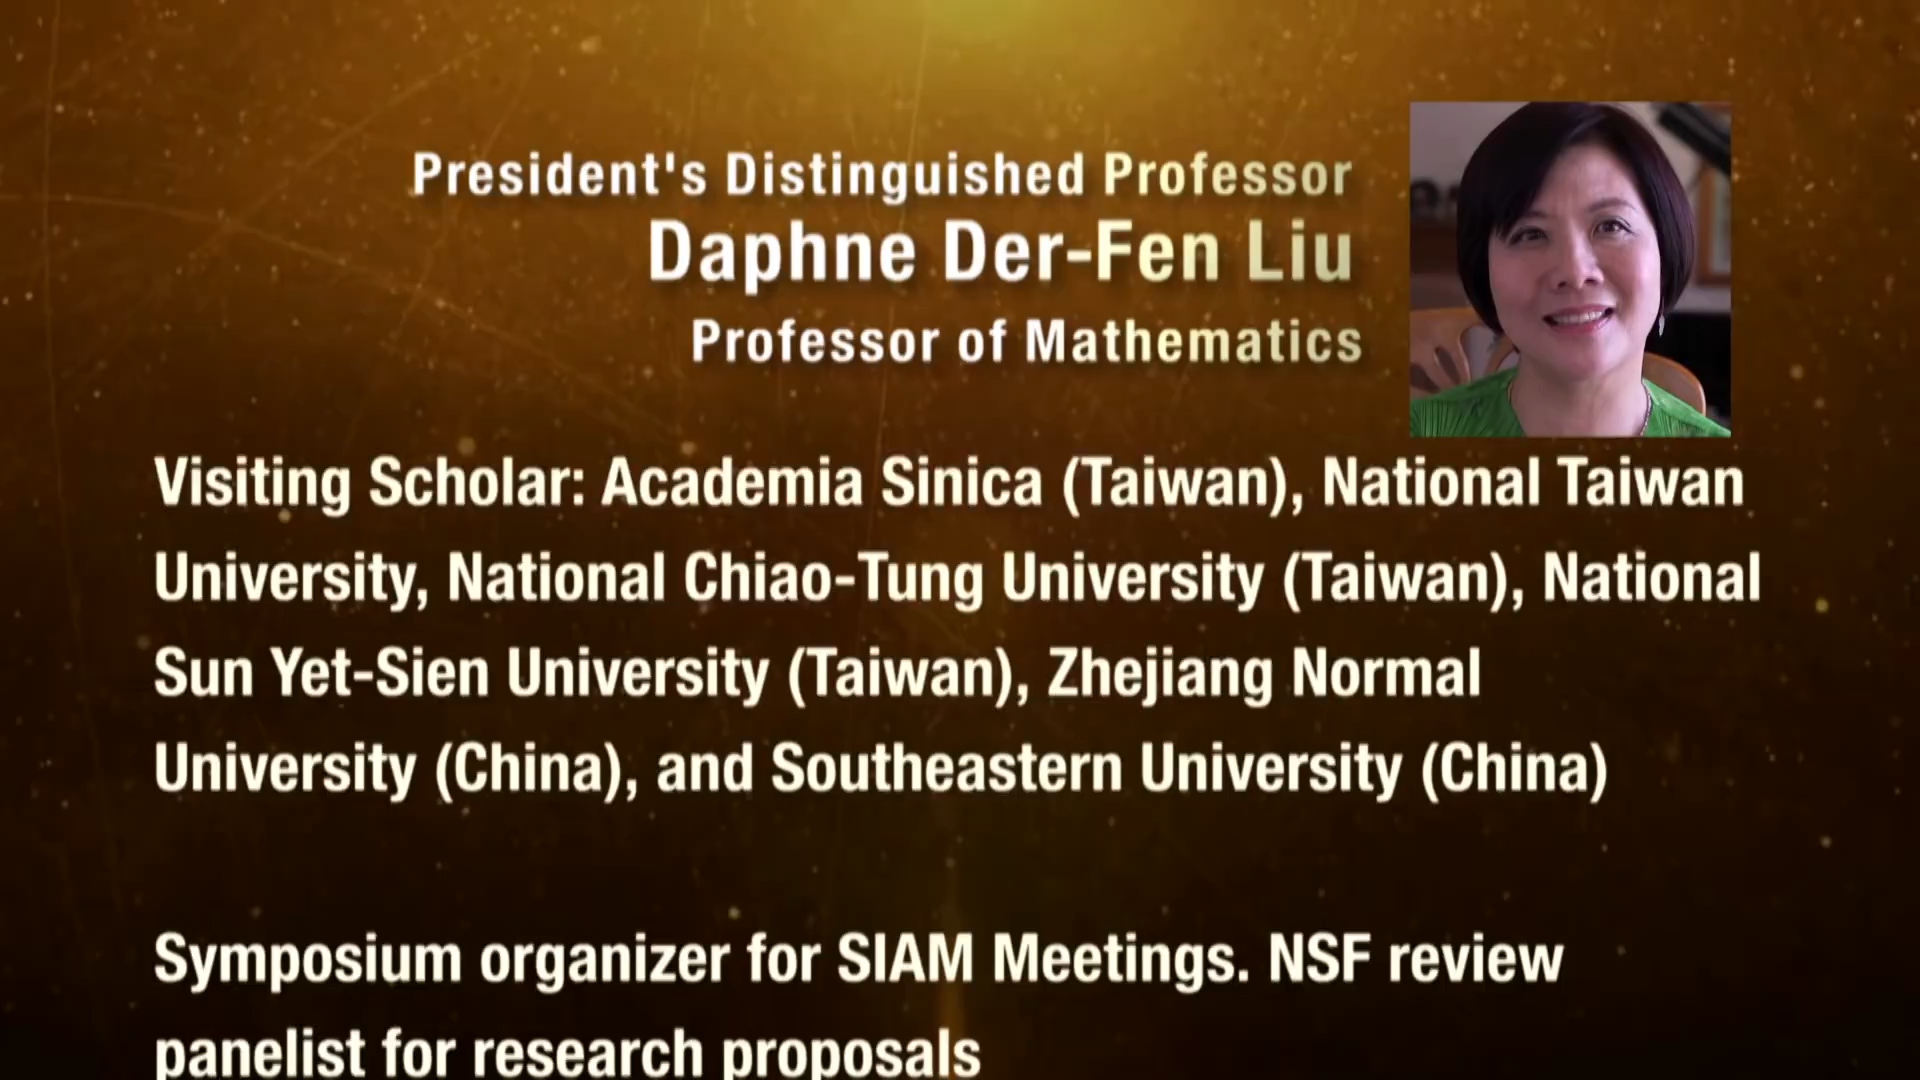 President's Distinguished Professor
Daphne Der-Fen Liu
Professor of Mathematics
Visiting Scholar: Academia Sinica (Taiwan), National Taiwan
University, National Chiao-Tung University (Taiwan), National
Sun Yet-Sien University (Taiwan), Zhejiang Normal
University (China), and Southeastern University (China)
Symposium organizer for SIAM Meetings. NSF review
panelist for research proposals